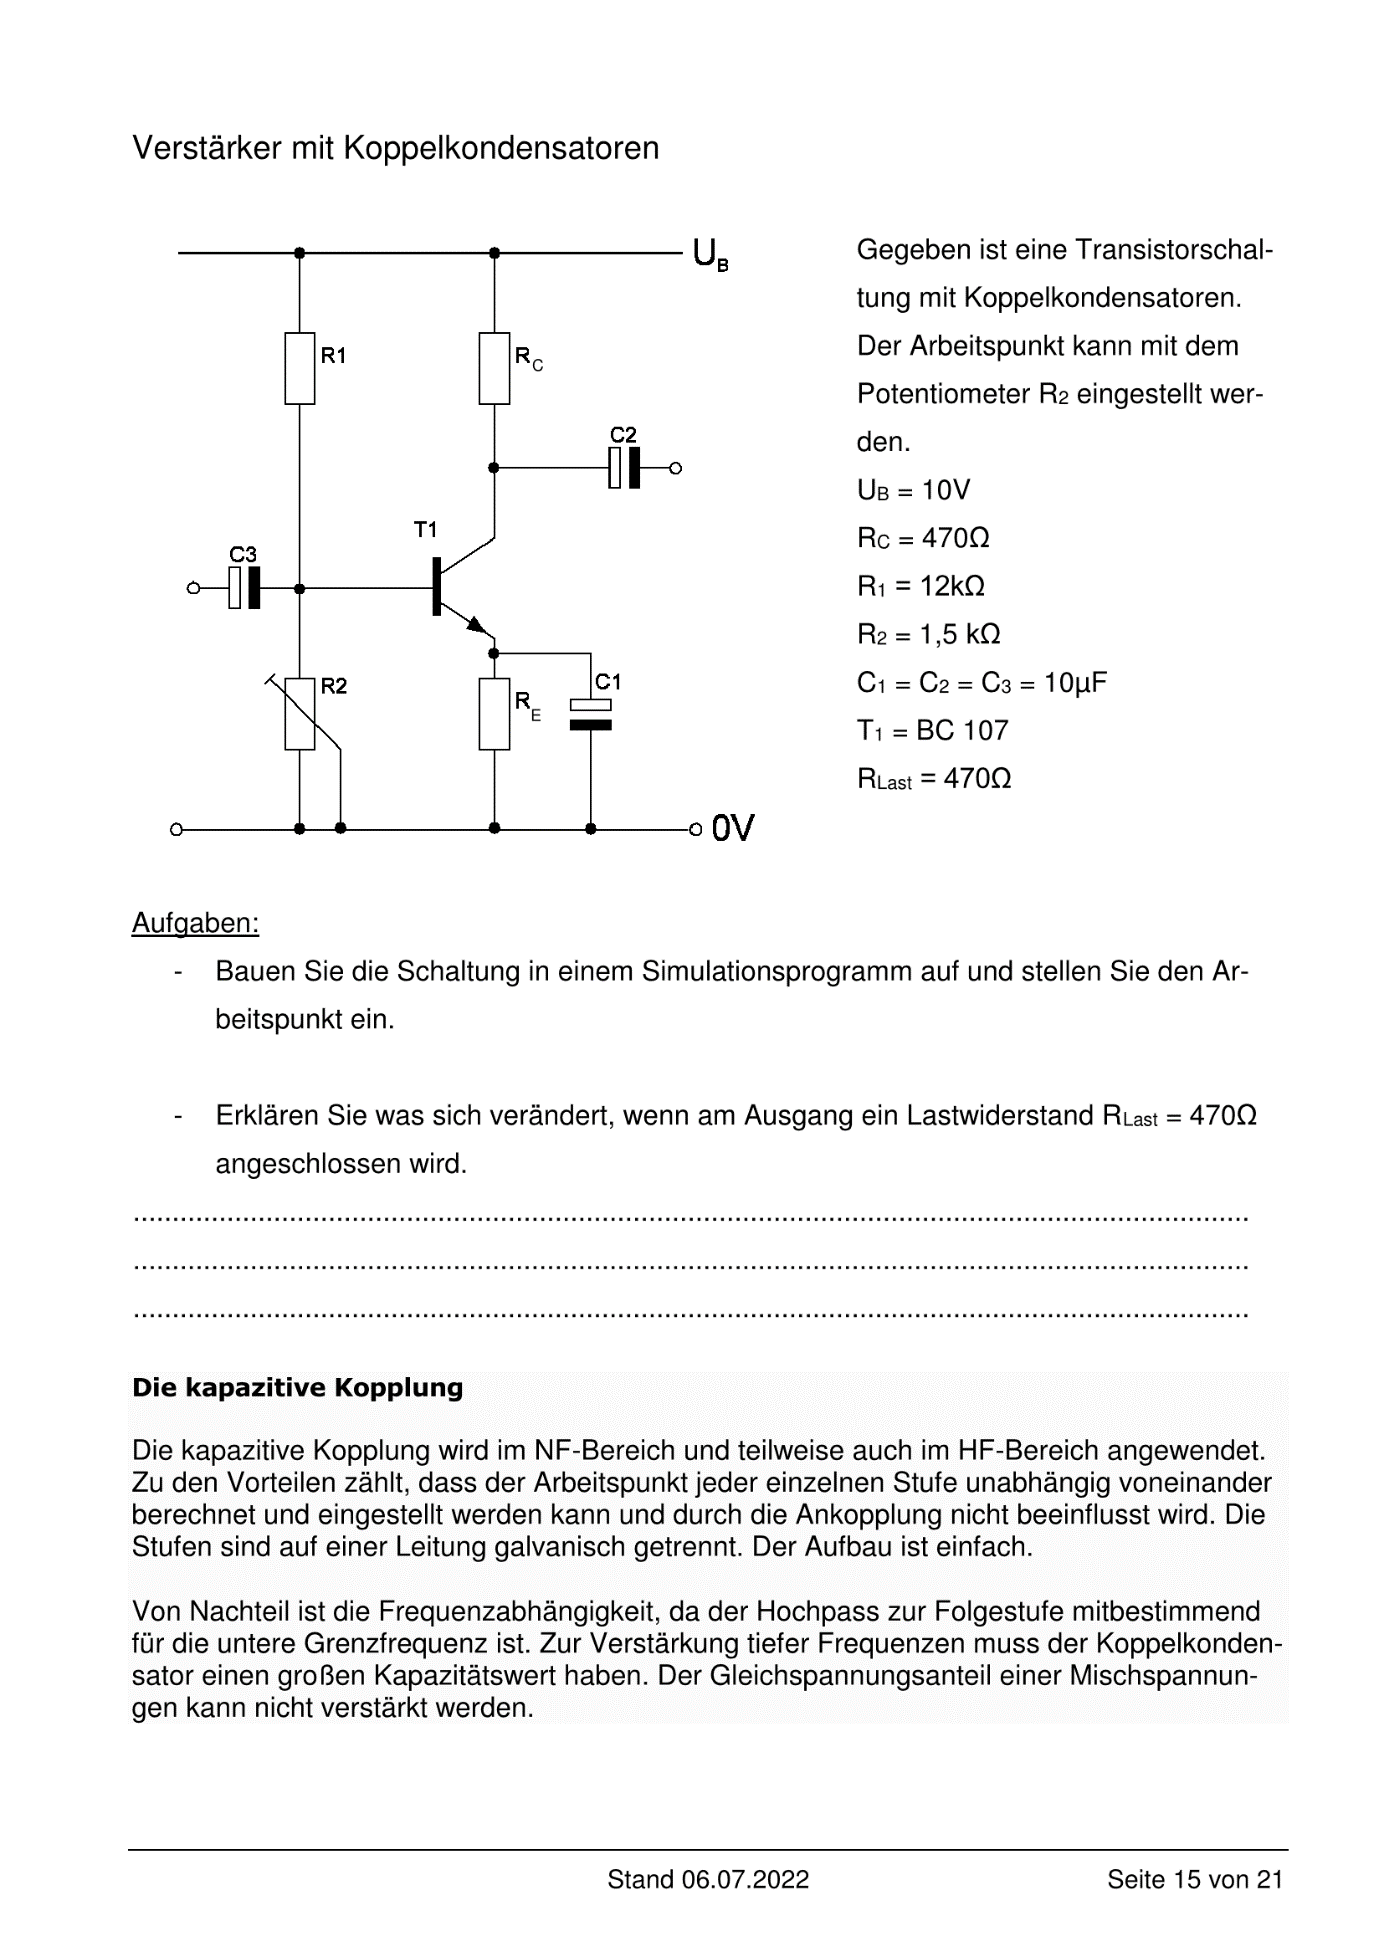 Verstärker mit Koppelkondensatoren
UB
R1
RC
C2
T1
C3
R2
RE
C1
0V
Gegeben ist eine Transistorschal-
tung mit Koppelkondensatoren.
Der Arbeitspunkt kann mit dem
Potentiometer R2 eingestellt wer-
den.
UB = 10V
RC = 470Ω
R1 = 12kΩ
R2 = 1,5 kΩ
C1 = C2 = C3 = 10µF
T1 = BC 107
RLast = 470Ω
Aufgaben:
- Bauen Sie die Schaltung in einem Simulationsprogramm auf und stellen Sie den Ar-
beitspunkt ein.
- Erklären Sie was sich verändert, wenn am Ausgang ein Lastwiderstand RLast = 470Ω
angeschlossen wird.
Die kapazitive Kopplung
Die kapazitive Kopplung wird im NF-Bereich und teilweise auch im HF-Bereich angewendet.
Zu den Vorteilen zählt, dass der Arbeitspunkt jeder einzelnen Stufe unabhängig voneinander
berechnet und eingestellt werden kann und durch die Ankopplung nicht beeinflusst wird. Die
Stufen sind auf einer Leitung galvanisch getrennt. Der Aufbau ist einfach.
Von Nachteil ist die Frequenzabhängigkeit, da der Hochpass zur Folgestufe mitbestimmend
für die untere Grenzfrequenz ist. Zur Verstärkung tiefer Frequenzen muss der Koppelkonden-
sator einen großen Kapazitätswert haben. Der Gleichspannungsanteil einer Mischspannun-
gen kann nicht verstärkt werden.
Stand 06.07.2022
Seite 15 von 21